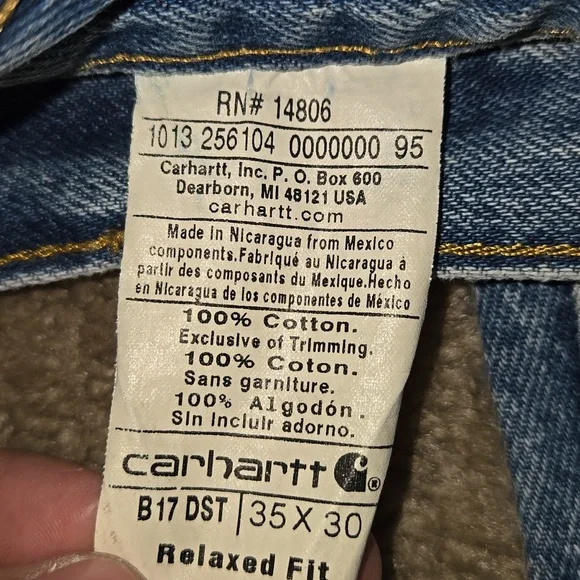 RN# 14806
1013 256104 0000000 95
Carhartt, Inc. P. O. Box 600
Dearborn, MI 48121 USA
carhartt.com
Made in Nicaragua from Mexico
components.Fabriqué au Nicaragua à
partir des composants du Mexique.Hecho
en Nicaragua de los componentes de México
100% Cotton.
Exclusive of Trimming.
100% Coton.
Sans garniture.
100% Algodón.
Sin incluir adorno.
carhartt
B17 DST 35 X 30
Relaxed Fit